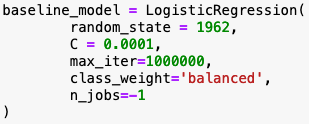 baseline_model = LogisticRegression(
        random_state = 1962,
        C = 0.0001,
        max_iter=1000000,
        class_weight='balanced',
        n_jobs=-1
)